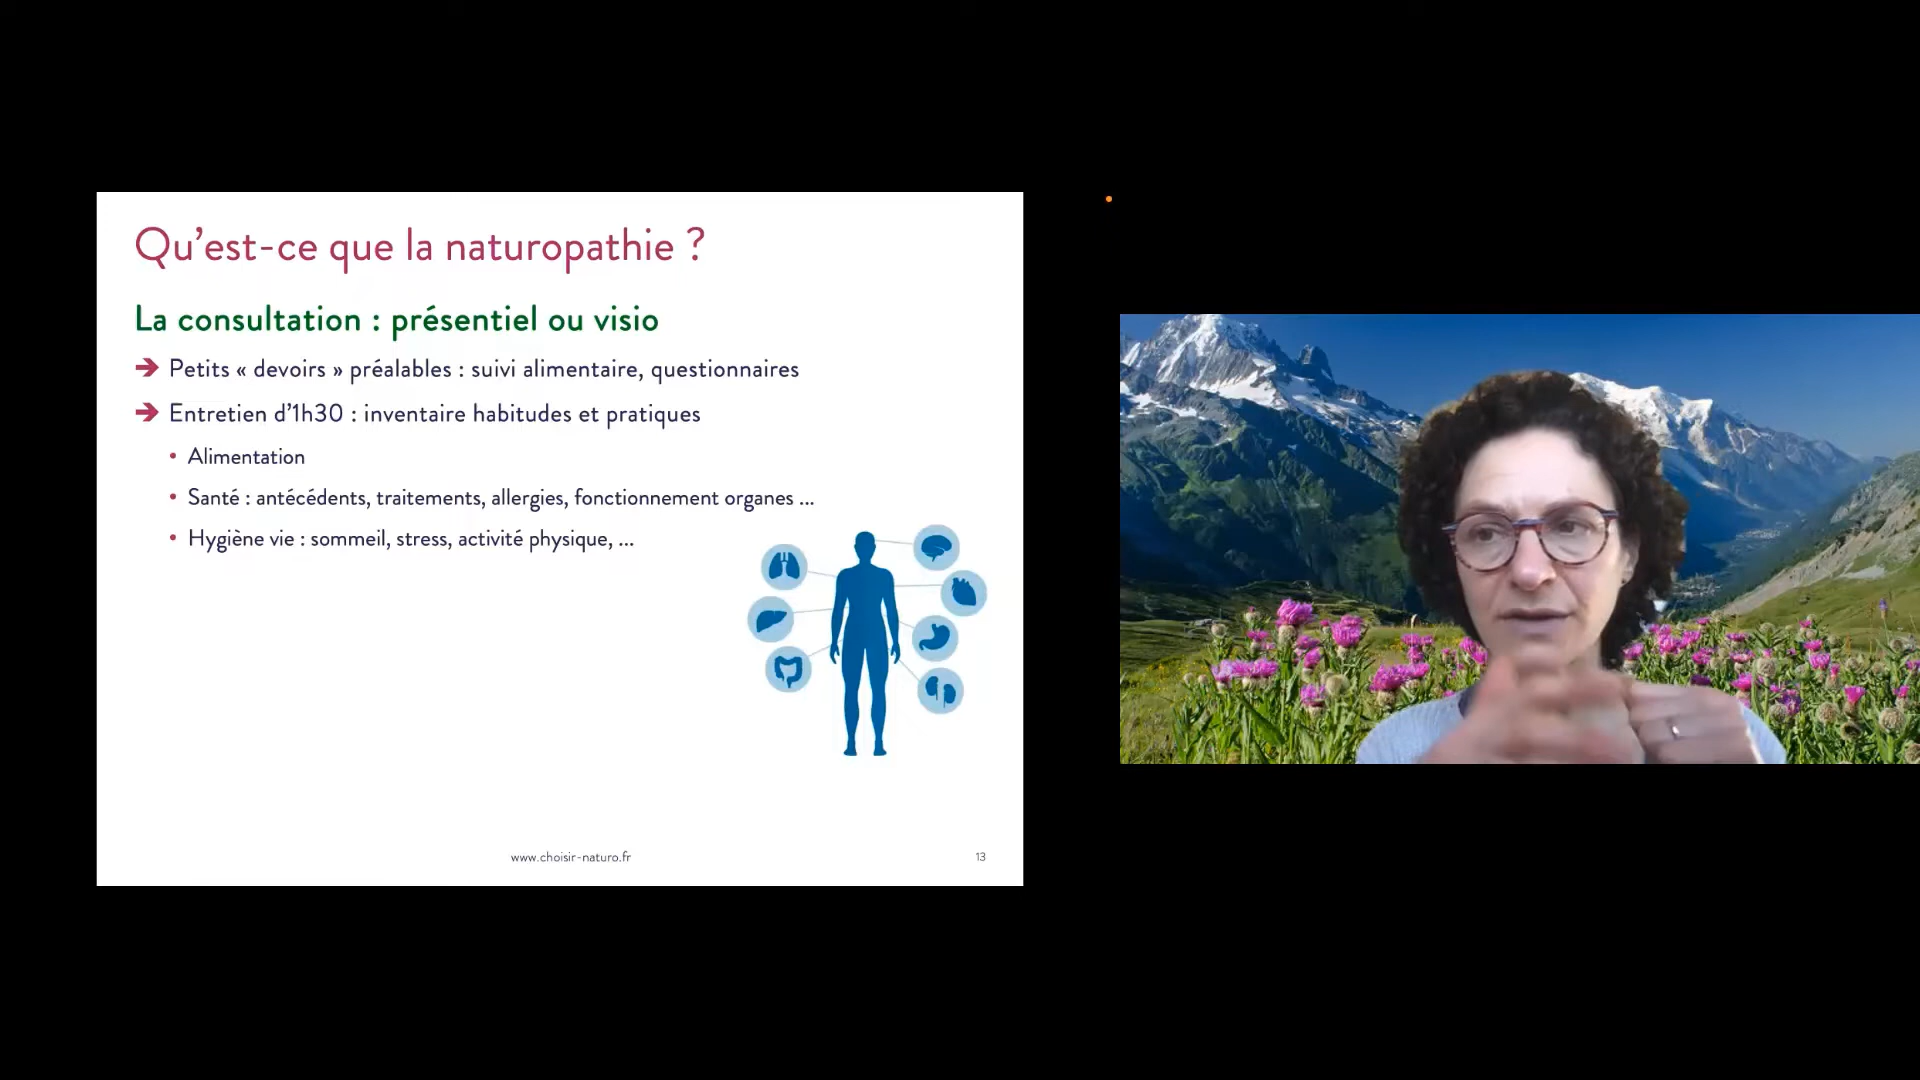 Qu’est-ce que la naturopathie ?
La consultation : présentiel ou visio
➔ Petits « devoirs » préalables : suivi alimentaire, questionnaires
➔ Entretien d’1h30 : inventaire habitudes et pratiques
• Alimentation
• Santé : antécédents, traitements, allergies, fonctionnement organes ...
• Hygiène vie : sommeil, stress, activité physique, ...
www.choisir-naturo.fr
13